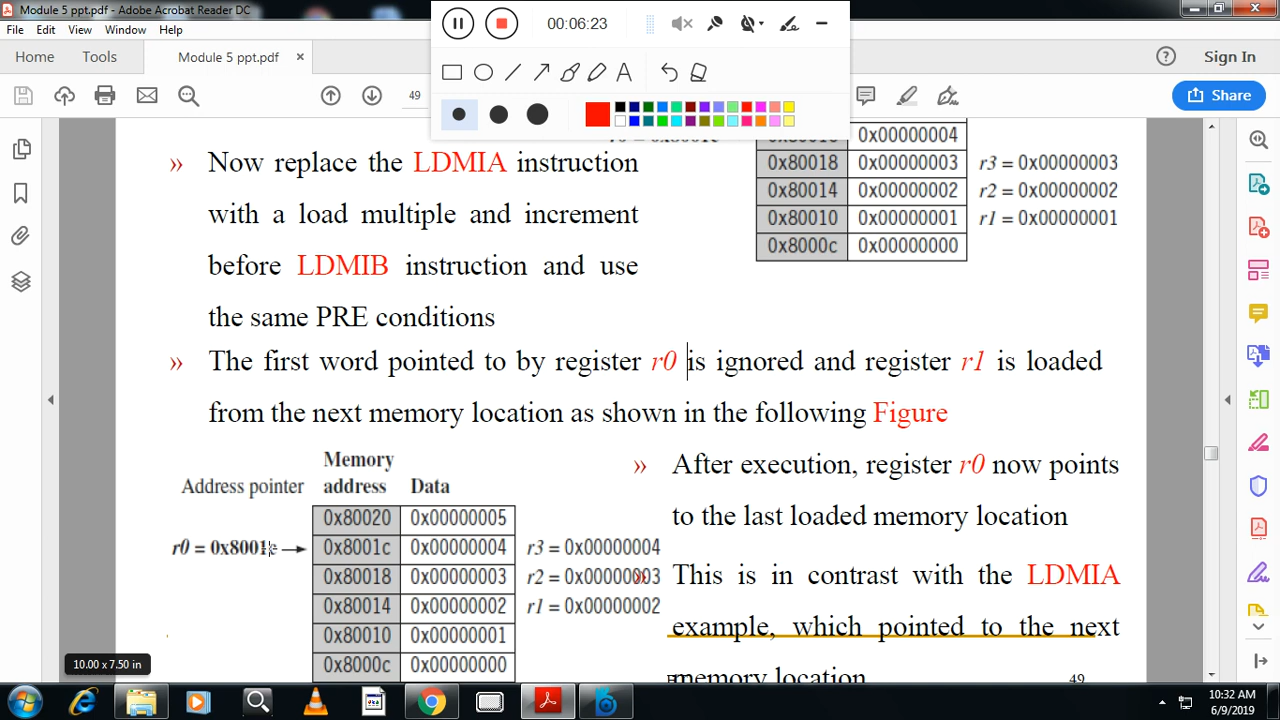 Module 5 ppt.pdf - Adobe Acrobat Reader DC
File Edit View Window Help
Home Tools Module 5 ppt.pdf ×
Sign In
00:06:23
A
49
Share
» Now replace the LDMIA instruction
with a load multiple and increment
before LDMIB instruction and use
the same PRE conditions
0x00000004
0x80018 0x00000003 r3 = 0x00000003
0x80014 0x00000002 r2 = 0x00000002
0x80010 0x00000001 r1 = 0x00000001
0x8000c 0x00000000
» The first word pointed to by register r0 is ignored and register r1 is loaded
from the next memory location as shown in the following Figure
Memory
Address pointer address Data
0x80020 0x00000005
r0 = 0x8001c 0x8001c 0x00000004 r3 = 0x00000004
0x80018 0x00000003 r2 = 0x00000003
0x80014 0x00000002 r1 = 0x00000002
0x80010 0x00000001
0x8000c 0x00000000
» After execution, register r0 now points
to the last loaded memory location
» This is in contrast with the LDMIA
example, which pointed to the next
memory location
49
10.00 x 7.50 in
10:32 AM
6/9/2019